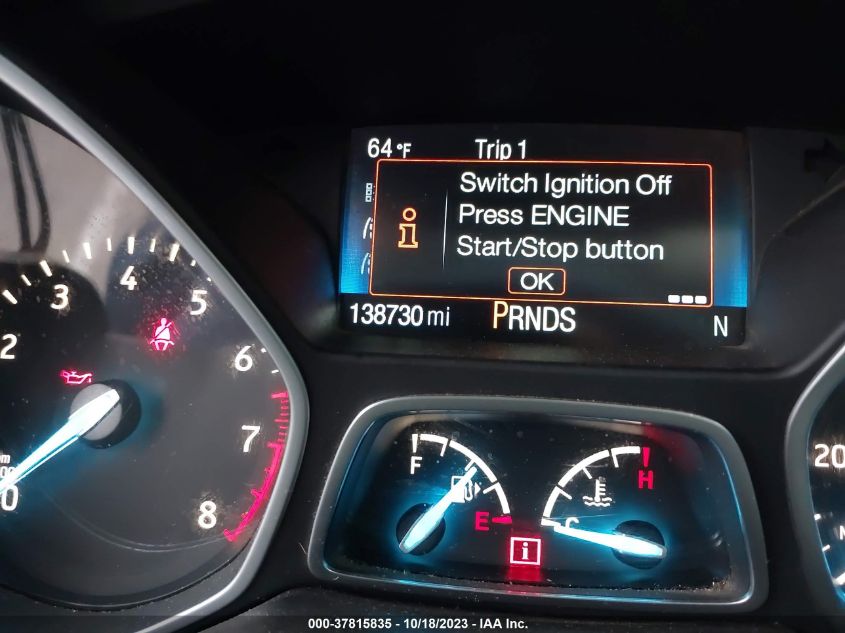 64°F Trip 1
Switch Ignition Off
Press ENGINE
Start/Stop button
OK
138730 mi PRNDS N
0
2
3
4
5
6
7
8
F
E
C
H
20
000-37815835 - 10/18/2023 - IAA Inc.